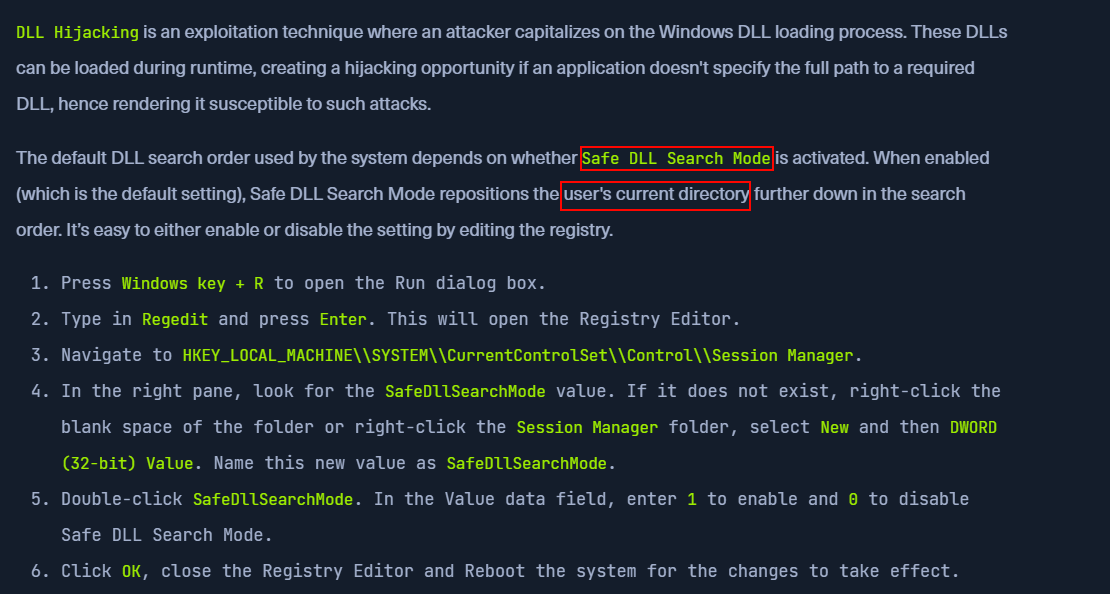 DLL Hijacking is an exploitation technique where an attacker capitalizes on the Windows DLL loading process. These DLLs
can be loaded during runtime, creating a hijacking opportunity if an application doesn't specify the full path to a required
DLL, hence rendering it susceptible to such attacks.
The default DLL search order used by the system depends on whether Safe DLL Search Mode is activated. When enabled
(which is the default setting), Safe DLL Search Mode repositions the user's current directory further down in the search
order. It's easy to either enable or disable the setting by editing the registry.
1. Press Windows key + R to open the Run dialog box.
2. Type in Regedit and press Enter. This will open the Registry Editor.
3. Navigate to HKEY_LOCAL_MACHINE\\SYSTEM\\CurrentControlSet\\Control\\Session Manager.
4. In the right pane, look for the SafeDllSearchMode value. If it does not exist, right-click the
blank space of the folder or right-click the Session Manager folder, select New and then DWORD
(32-bit) Value. Name this new value as SafeDllSearchMode.
5. Double-click SafeDllSearchMode. In the Value data field, enter 1 to enable and 0 to disable
Safe DLL Search Mode.
6. Click OK, close the Registry Editor and Reboot the system for the changes to take effect.